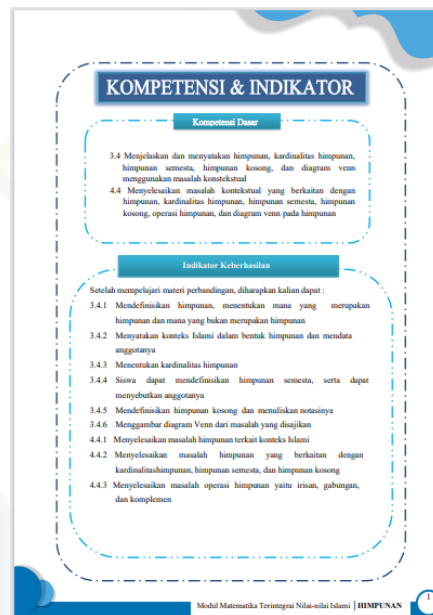 KOMPETENSI & INDIKATOR
Kompetensi Dasar
3.4 Menjelaskan dan menyatakan himpunan, kardinalitas himpunan,
himpunan semesta, himpunan kosong, dan diagram venn
menggunakan masalah konstekstual
4.4 Menyelesaikan masalah kontekstual yang berkaitan dengan
himpunan, kardinalitas himpunan, himpunan semesta, himpunan
kosong, operasi himpunan, dan diagram venn pada himpunan
Indikator Keberhasilan
Setelah mempelajari materi perbandingan, diharapkan kalian dapat :
3.4.1 Mendefinisikan himpunan, menentukan mana yang merupakan
himpunan dan mana yang bukan merupakan himpunan
3.4.2 Menyatakan konteks Islami dalam bentuk himpunan dan mendata
anggotanya
3.4.3 Menentukan kardinalitas himpunan
3.4.4 Siswa dapat mendefinisikan himpunan semesta, serta dapat
menyebutkan anggotanya
3.4.5 Mendefinisikan himpunan kosong dan menuliskan notasinya
3.4.6 Menggambar diagram Venn dari masalah yang disajikan
4.4.1 Menyelesaikan masalah himpunan terkait konteks Islami
4.4.2 Menyelesaikan masalah himpunan yang berkaitan dengan
kardinalitashimpunan, himpunan semesta, dan himpunan kosong
4.4.3 Menyelesaikan masalah operasi himpunan yaitu irisan, gabungan,
dan komplemen
Modul Matematika Terintegrai Nilai-nilai Islami | HIMPUNAN 1